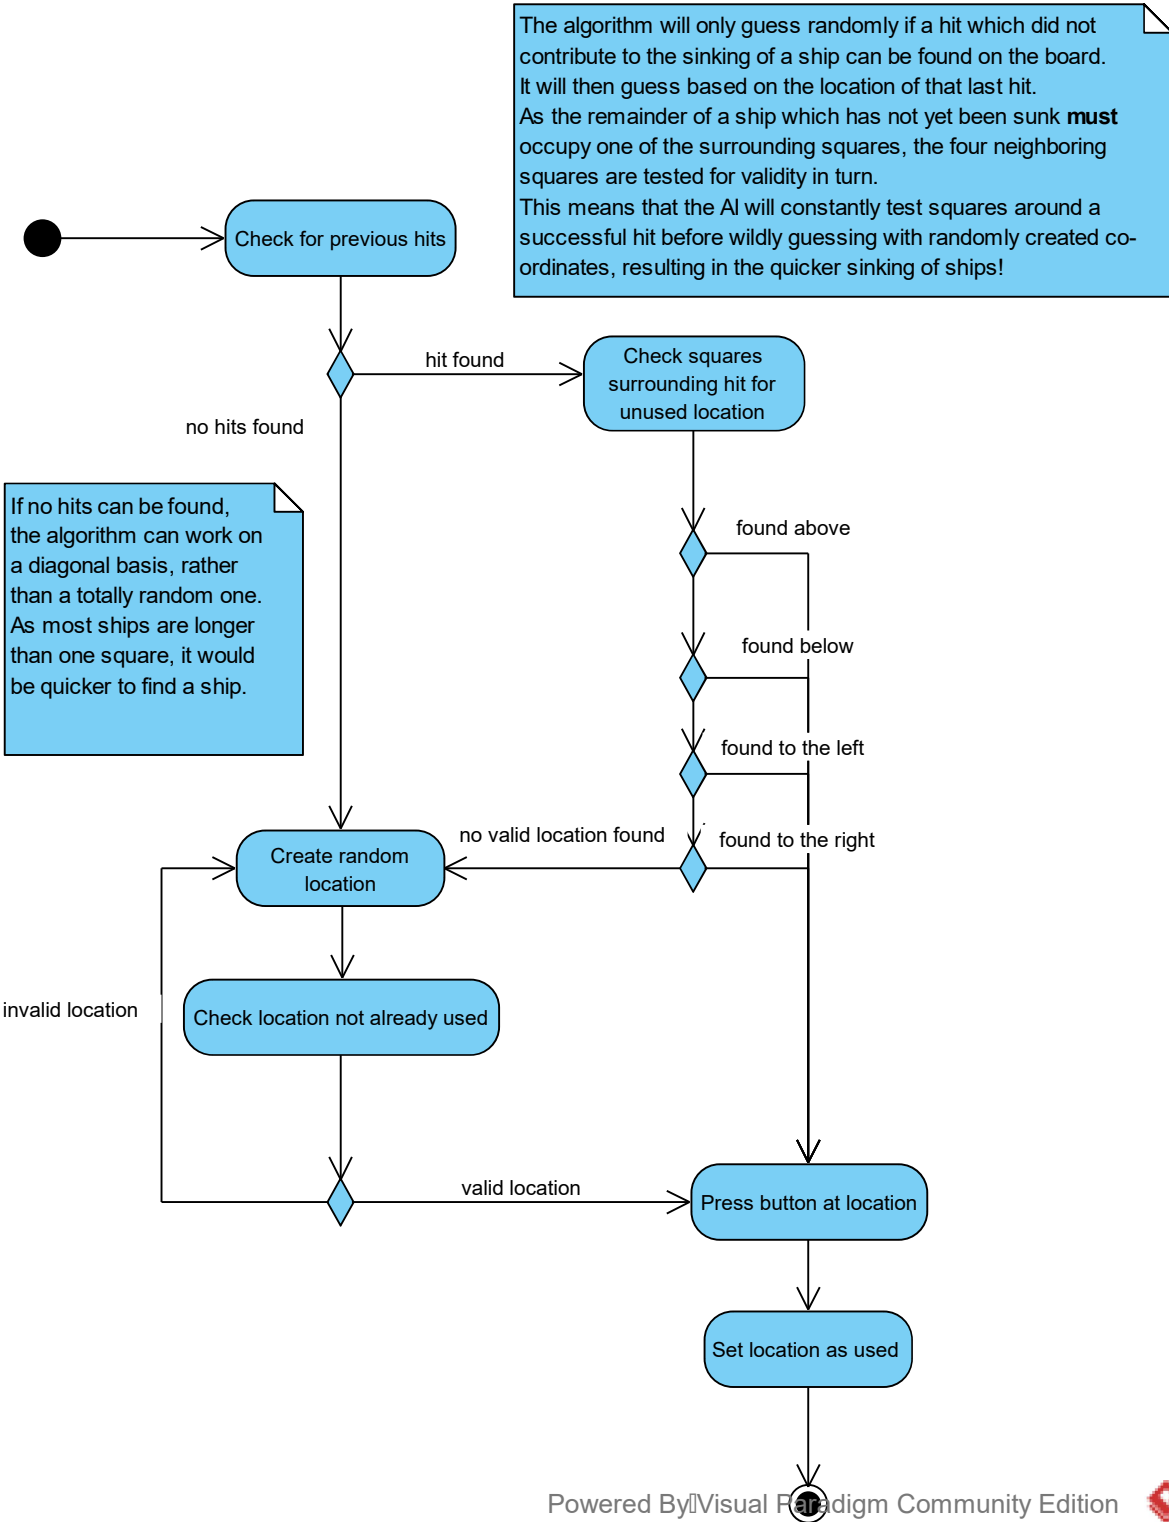 The algorithm will only guess randomly if a hit which did not
contribute to the sinking of a ship can be found on the board.
It will then guess based on the location of that last hit.
As the remainder of a ship which has not yet been sunk must
occupy one of the surrounding squares, the four neighboring
squares are tested for validity in turn.
This means that the AI will constantly test squares around a
successful hit before wildly guessing with randomly created co-
ordinates, resulting in the quicker sinking of ships!
Check for previous hits
hit found
Check squares
surrounding hit for
unused location
no hits found
If no hits can be found,
the algorithm can work on
a diagonal basis, rather
than a totally random one.
As most ships are longer
than one square, it would
be quicker to find a ship.
found above
found below
found to the left
no valid location found
found to the right
Create random
location
invalid location
Check location not already used
valid location
Press button at location
Set location as used
Powered By Visual Paradigm Community Edition